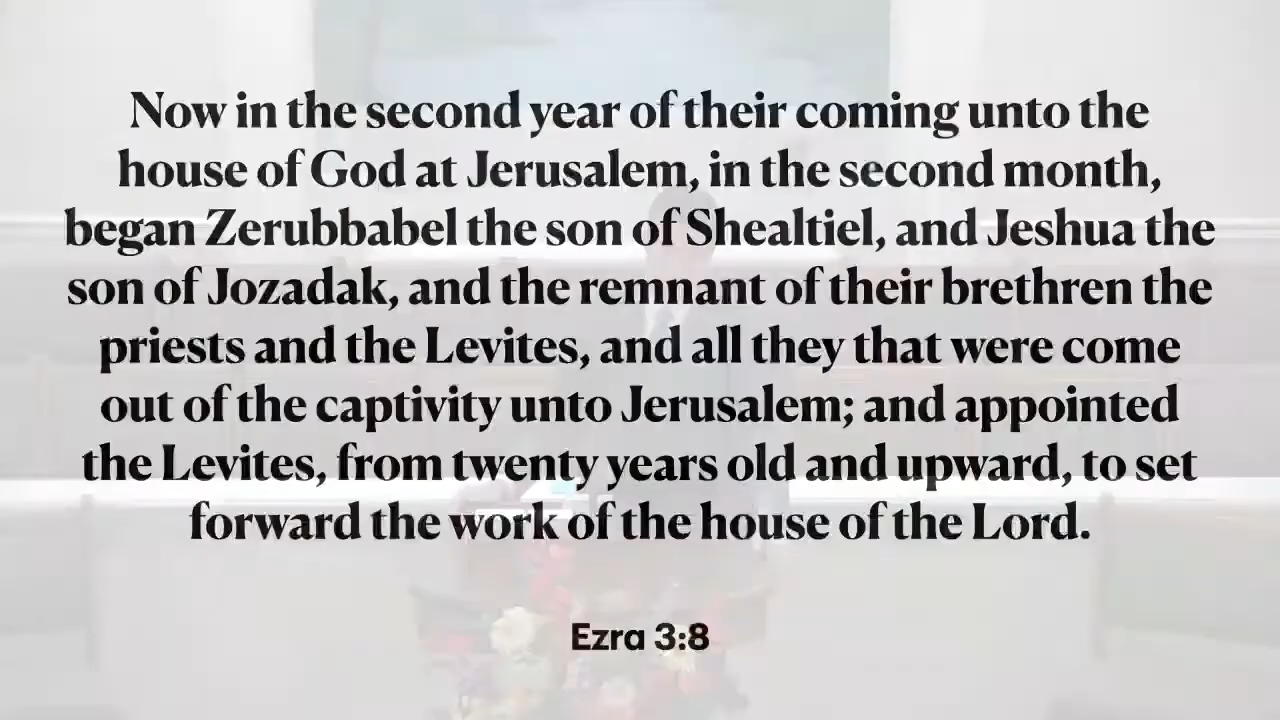 Now in the second year of their coming unto the
house of God at Jerusalem, in the second month,
began Zerubbabel the son of Shealtiel, and Jeshua the
son of Jozadak, and the remnant of their brethren the
priests and the Levites, and all they that were come
out of the captivity unto Jerusalem; and appointed
the Levites, from twenty years old and upward, to set
forward the work of the house of the Lord.
Ezra 3:8